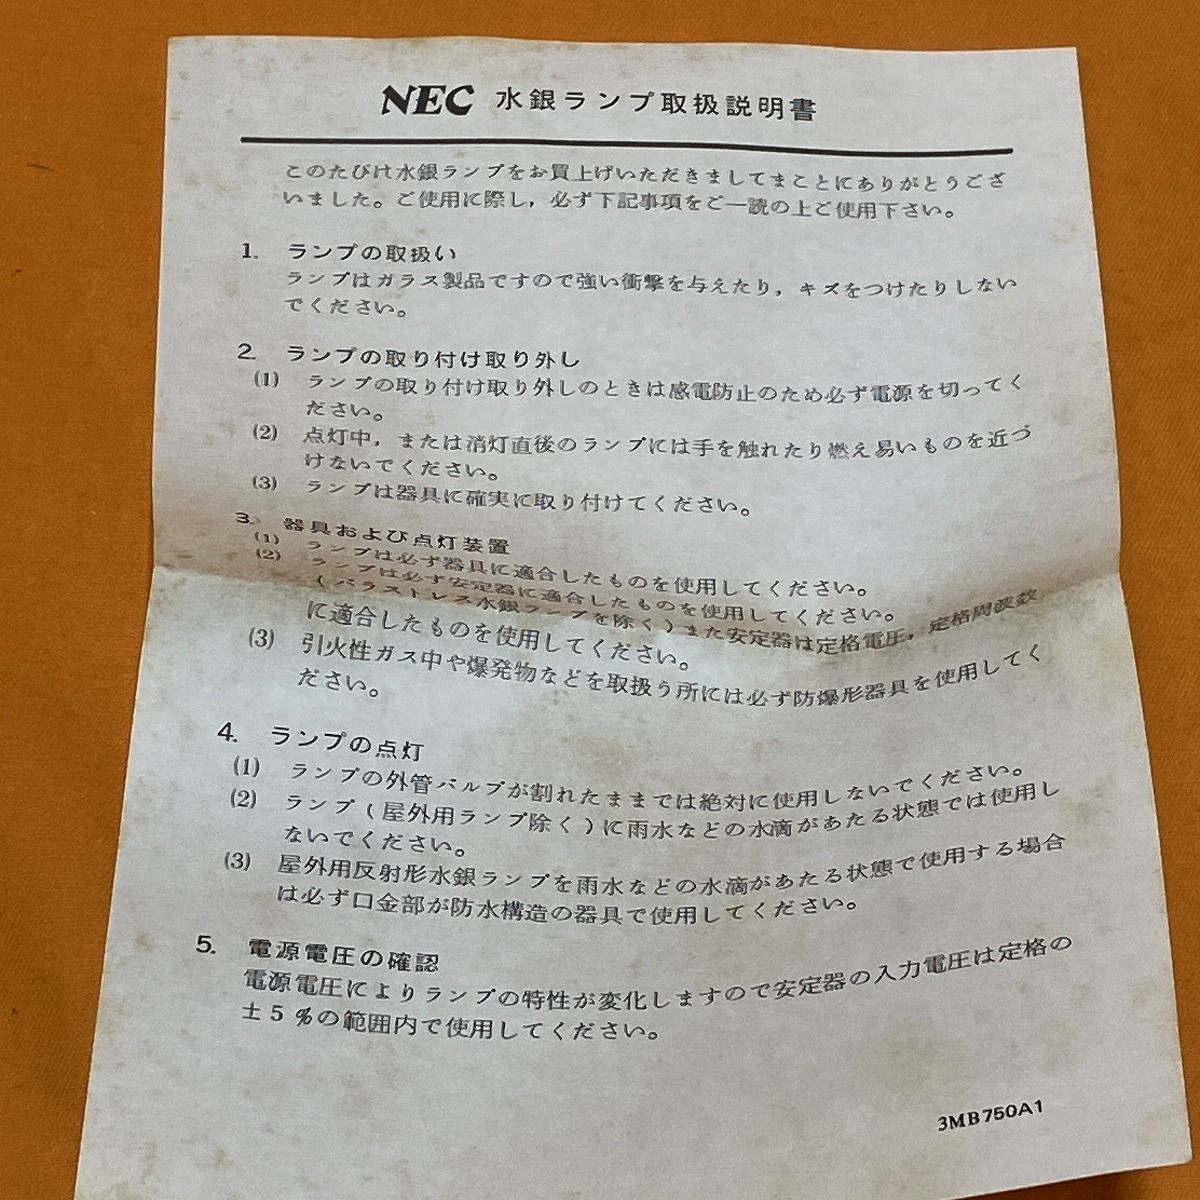 NEC 水銀ランプ取扱説明書
このたびは水銀ランプをお買上げいただきましてまことにありがとうござ
いました。ご使用に際し，必ず下記事項をご一読の上ご使用下さい。
1. ランプの取扱い
ランプはガラス製品ですので強い衝撃を与えたり，キズをつけたりしない
でください。
2. ランプの取り付け取り外し
(1) ランプの取り付け取り外しのときは感電防止のため必ず電源を切ってく
ださい。
(2) 点灯中，または消灯直後のランプには手を触れたり燃え易いものを近づ
けないでください。
(3) ランプは器具に確実に取り付けてください。
3. 器具および点灯装置
(1) ランプは必ず器具に適合したものを使用してください。
(2) ランプは必ず安定器に適合したものを使用してください。
(バラストレス水銀ランプを除く)また安定器は定格電圧，定格周波数
に適合したものを使用してください。
(3) 引火性ガス中や爆発物などを取扱う所には必ず防爆形器具を使用してく
ださい。
4. ランプの点灯
(1) ランプの外管バルブが割れたままでは絶対に使用しないでください。
(2) ランプ(屋外用ランプ除く)に雨水などの水滴があたる状態では使用し
ないでください。
(3) 屋外用反射形水銀ランプを雨水などの水滴があたる状態で使用する場合
は必ず口金部が防水構造の器具で使用してください。
5. 電源電圧の確認
電源電圧によりランプの特性が変化しますので安定器の入力電圧は定格の
±5%の範囲内で使用してください。
3MB750A1